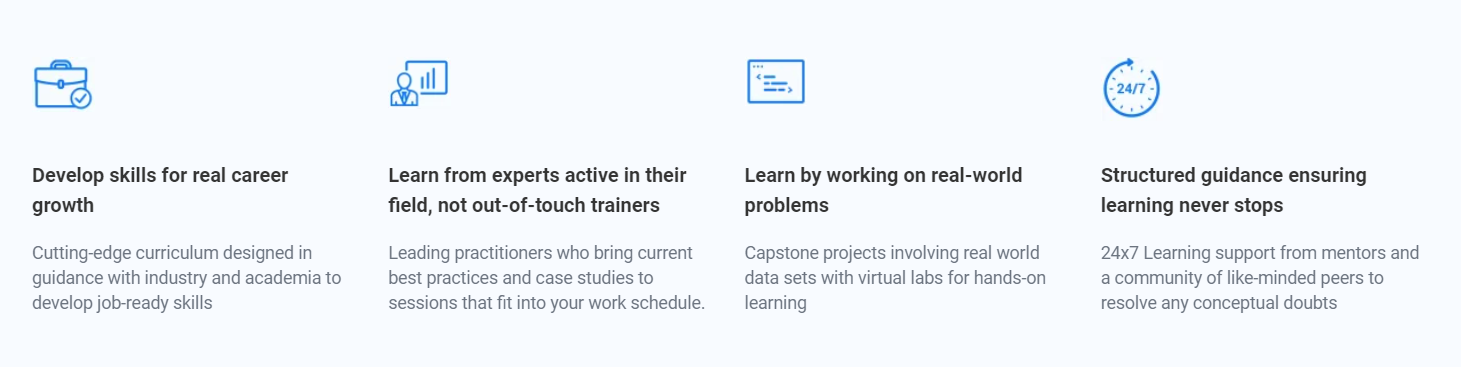 24/7
Develop skills for real career
growth
Cutting-edge curriculum designed in
guidance with industry and academia to
develop job-ready skills
Learn from experts active in their
field, not out-of-touch trainers
Leading practitioners who bring current
best practices and case studies to
sessions that fit into your work schedule.
Learn by working on real-world
problems
Capstone projects involving real world
data sets with virtual labs for hands-on
learning
Structured guidance ensuring
learning never stops
24x7 Learning support from mentors and
a community of like-minded peers to
resolve any conceptual doubts